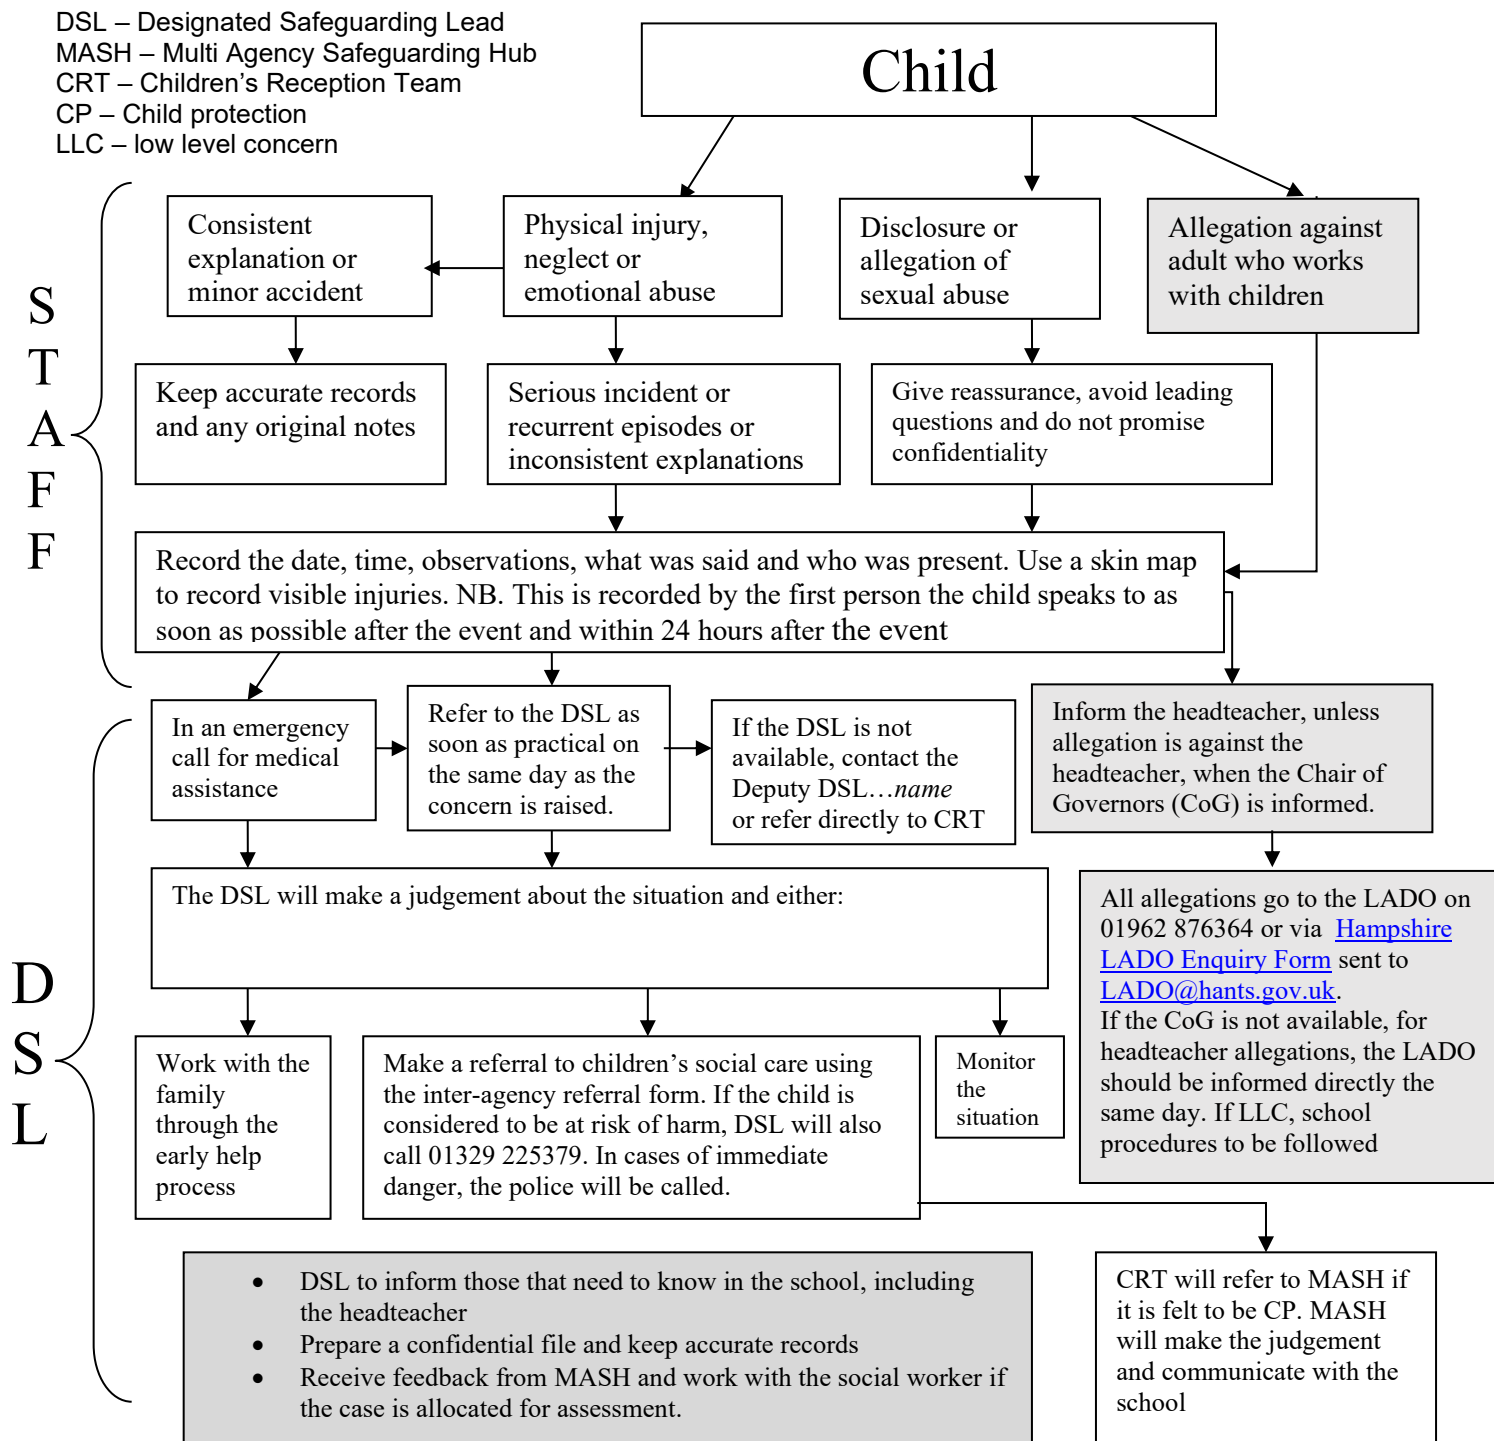 DSL – Designated Safeguarding Lead
MASH – Multi Agency Safeguarding Hub
CRT – Children’s Reception Team
CP – Child protection
LLC – low level concern
Child
S
T
A
F
F
Consistent
explanation or
minor accident
Physical injury,
neglect or
emotional abuse
Disclosure or
allegation of
sexual abuse
Allegation against
adult who works
with children
Keep accurate records
and any original notes
Serious incident or
recurrent episodes or
inconsistent explanations
Give reassurance, avoid leading
questions and do not promise
confidentiality
Record the date, time, observations, what was said and who was present. Use a skin map
to record visible injuries. NB. This is recorded by the first person the child speaks to as
soon as possible after the event and within 24 hours after the event
D
S
L
In an emergency
call for medical
assistance
Refer to the DSL as
soon as practical on
the same day as the
concern is raised.
If the DSL is not
available, contact the
Deputy DSL…name
or refer directly to CRT
Inform the headteacher, unless
allegation is against the
headteacher, when the Chair of
Governors (CoG) is informed.
The DSL will make a judgement about the situation and either:
All allegations go to the LADO on
01962 876364 or via Hampshire
LADO Enquiry Form sent to
LADO@hants.gov.uk.
If the CoG is not available, for
headteacher allegations, the LADO
should be informed directly the
same day. If LLC, school
procedures to be followed
Work with the
family
through the
early help
process
Make a referral to children’s social care using
the inter-agency referral form. If the child is
considered to be at risk of harm, DSL will also
call 01329 225379. In cases of immediate
danger, the police will be called.
Monitor
the
situation
• DSL to inform those that need to know in the school, including
the headteacher
• Prepare a confidential file and keep accurate records
• Receive feedback from MASH and work with the social worker if
the case is allocated for assessment.
CRT will refer to MASH if
it is felt to be CP. MASH
will make the judgement
and communicate with the
school